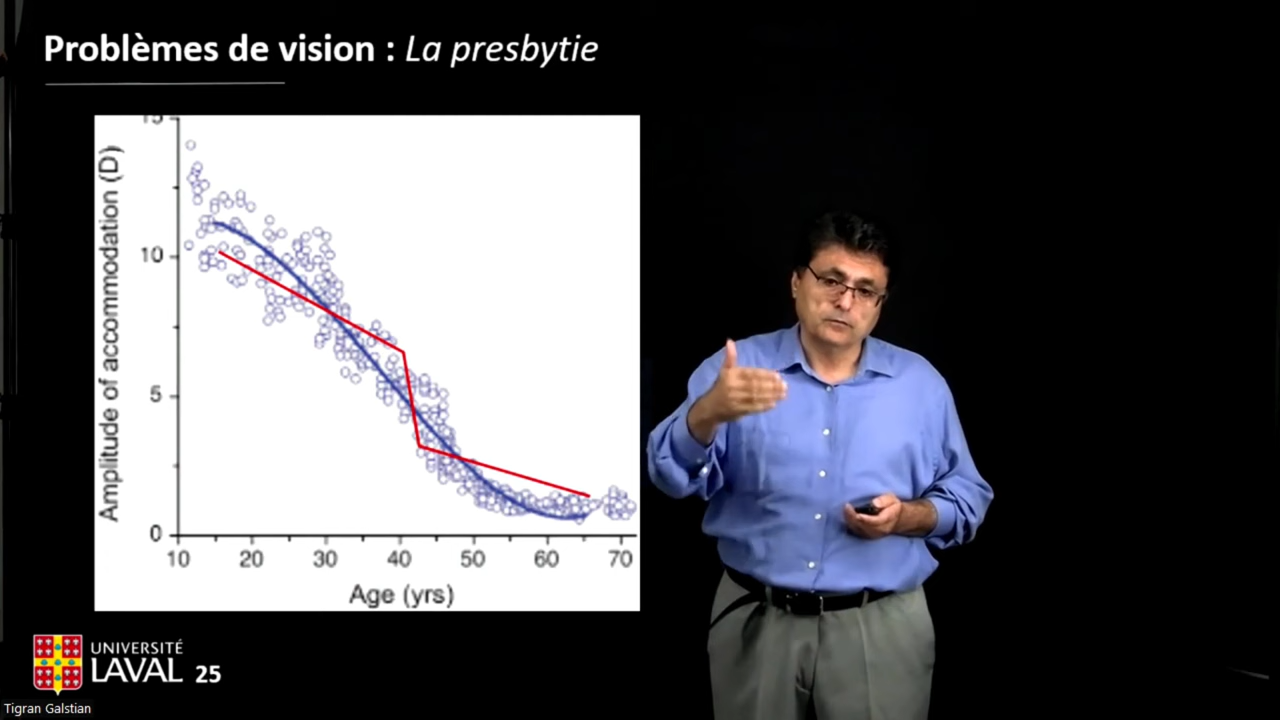 Problèmes de vision : La presbytie
15
10
5
0
Amplitude of accommodation (D)
10 20 30 40 50 60 70
Age (yrs)
UNIVERSITÉ
LAVAL
25
Tigran Galstian